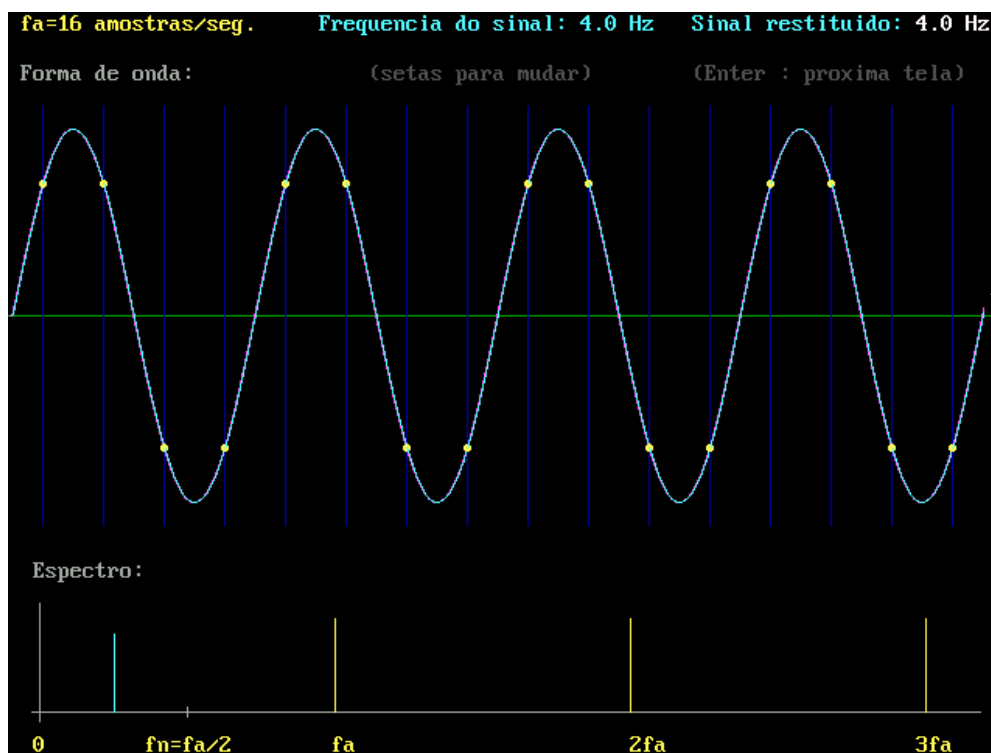 fa=16 amostras/seg. Frequencia do sinal: 4.0 Hz Sinal restituido: 4.0 Hz
Forma de onda: (setas para mudar) (Enter : proxima tela)
Espectro:
0 fn=fa/2 fa 2fa 3fa